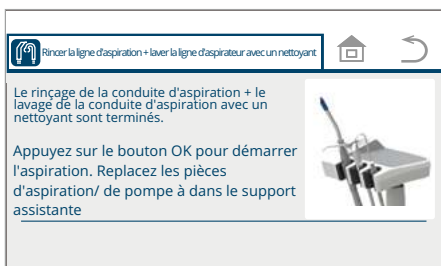 Rincer la ligne d'aspiration + laver la ligne d'aspirateur avec un nettoyant
Le rinçage de la conduite d'aspiration + le
lavage de la conduite d'aspiration avec un
nettoyant sont terminés.
Appuyez sur le bouton OK pour démarrer
l'aspiration. Replacez les pièces
d'aspiration/ de pompe à dans le support
assistante